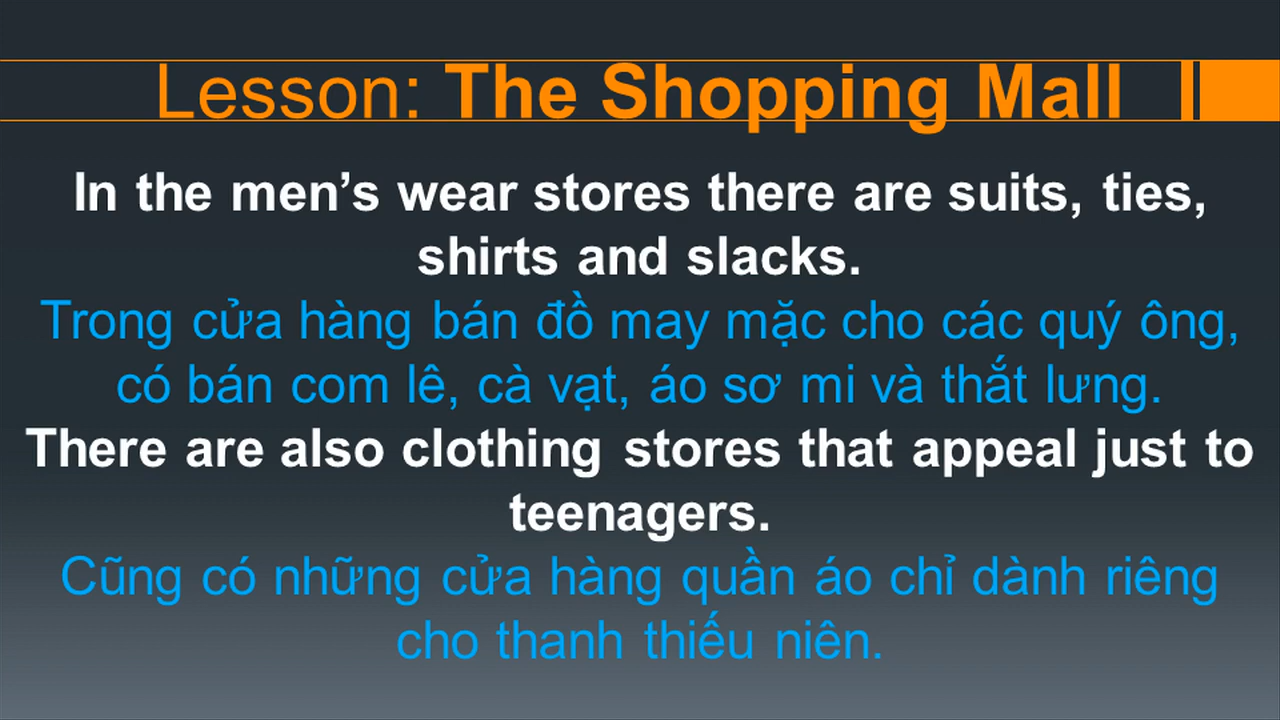 Lesson: The Shopping Mall
In the men’s wear stores there are suits, ties,
shirts and slacks.
Trong cửa hàng bán đồ may mặc cho các quý ông,
có bán com lê, cà vạt, áo sơ mi và thắt lưng.
There are also clothing stores that appeal just to
teenagers.
Cũng có những cửa hàng quần áo chỉ dành riêng
cho thanh thiếu niên.